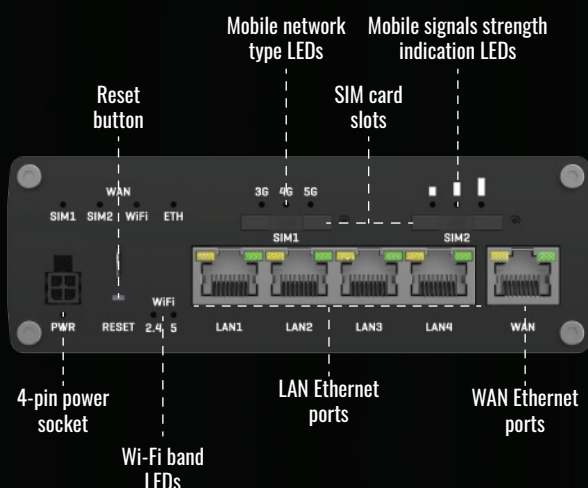 Mobile network
type LEDs
Mobile signals strength
indication LEDs
Reset
button
SIM card
slots
WAN
SIM1 SIM2 WiFi ETH
3G 4G 5G
SIM1
SIM2
WiFi
PWR RESET 2.4 5 LAN1 LAN2 LAN3 LAN4 WAN
4-pin power
socket
LAN Ethernet
ports
WAN Ethernet
ports
Wi-Fi band
LEDs